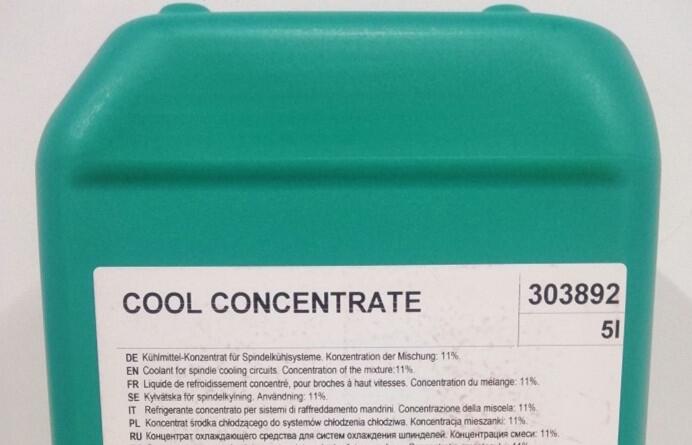 COOL CONCENTRATE
303892
5l
DE Kühlmittel-Konzentrat für Spindelkühlsysteme. Konzentration der Mischung: 11%.
EN Coolant for spindle cooling circuits. Concentration of the mixture:11%.
FR Liquide de refroidissement concentré, pour broches à haut vitesses. Concentration du mélange: 11%.
SE Kylvätska för spindelkylning. Användning: 11%.
IT Refrigerante concentrato per sistemi di raffreddamento mandrini. Concentrazione della miscela: 11%.
PL Koncentrat środka chłodzącego do systemów chłodzenia chłodziwa. Koncentracja mieszanki: 11%.
RU Концентрат охлаждающего средства для систем охлаждения шпинделей. Концентрация смеси: 11%.